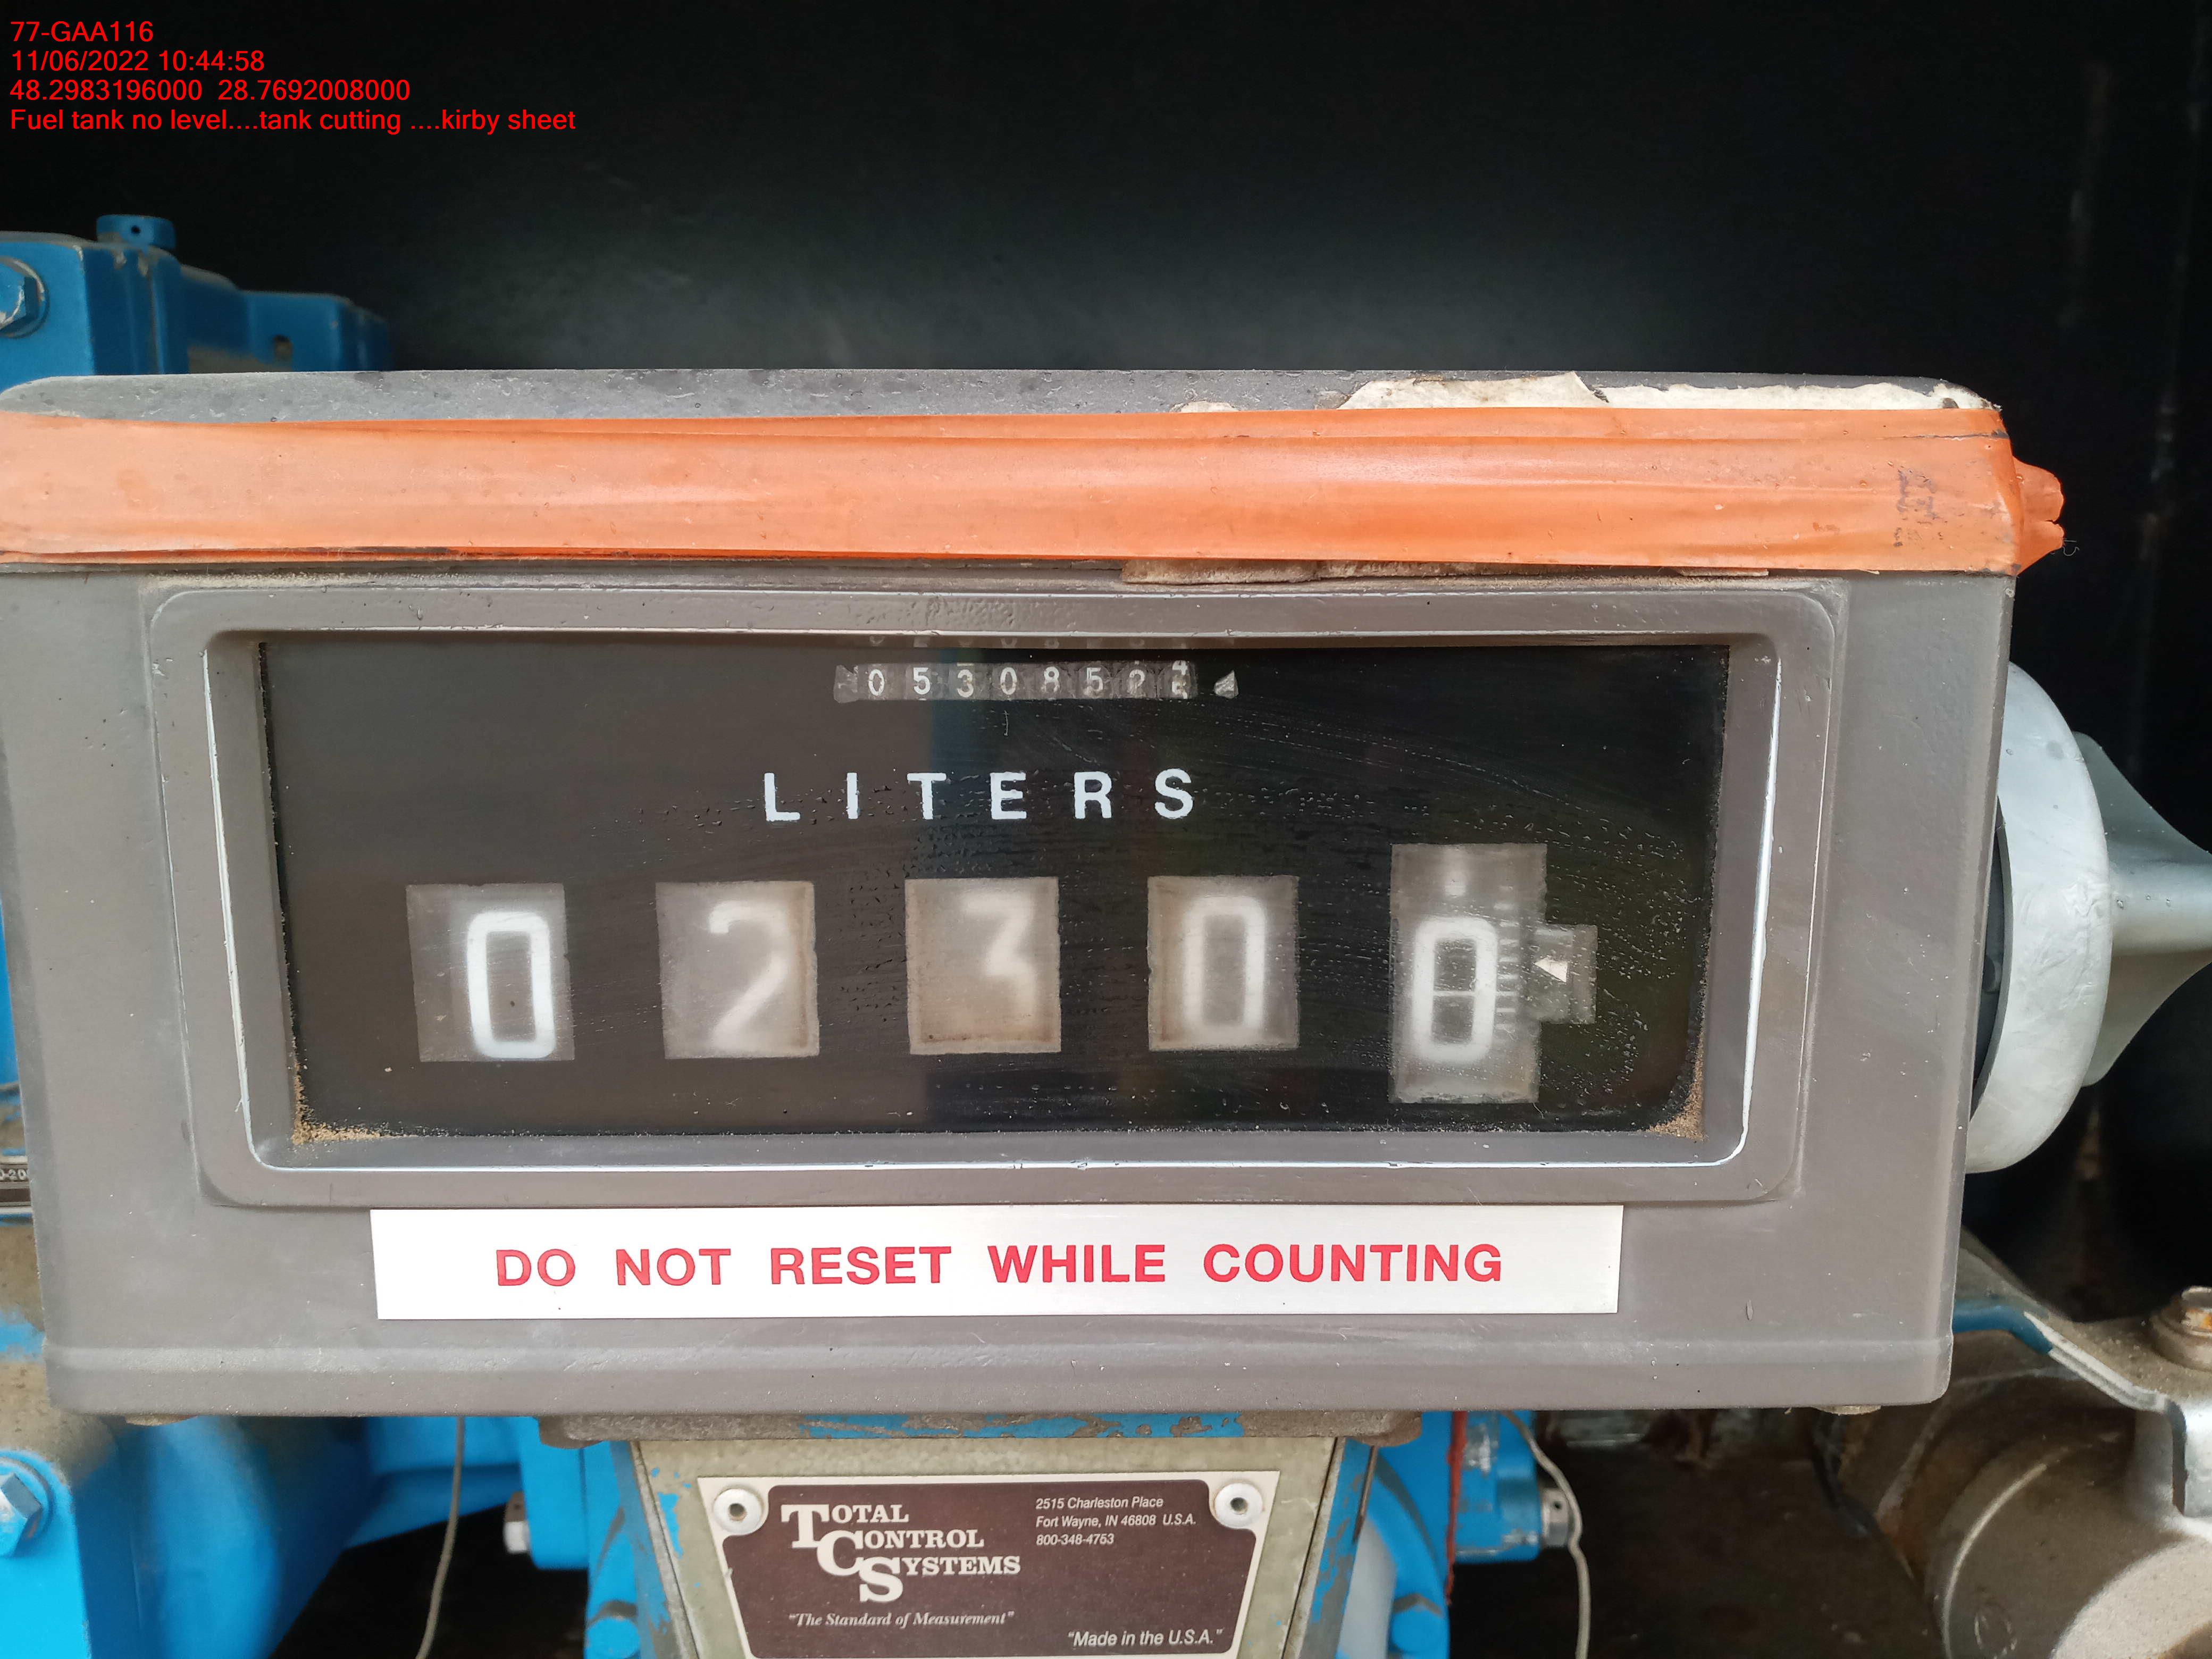 77-GAA116
11/06/2022 10:44:58
48.2983196000 28.7692008000
Fuel tank no level....tank cutting ....kirby sheet
0530852
LITERS
02300
DO NOT RESET WHILE COUNTING
TOTAL
CONTROL
SYSTEMS
"The Standard of Measurement"
2515 Charleston Place
Fort Wayne, IN 46808 U.S.A.
800-348-4753
"Made in the U.S.A."